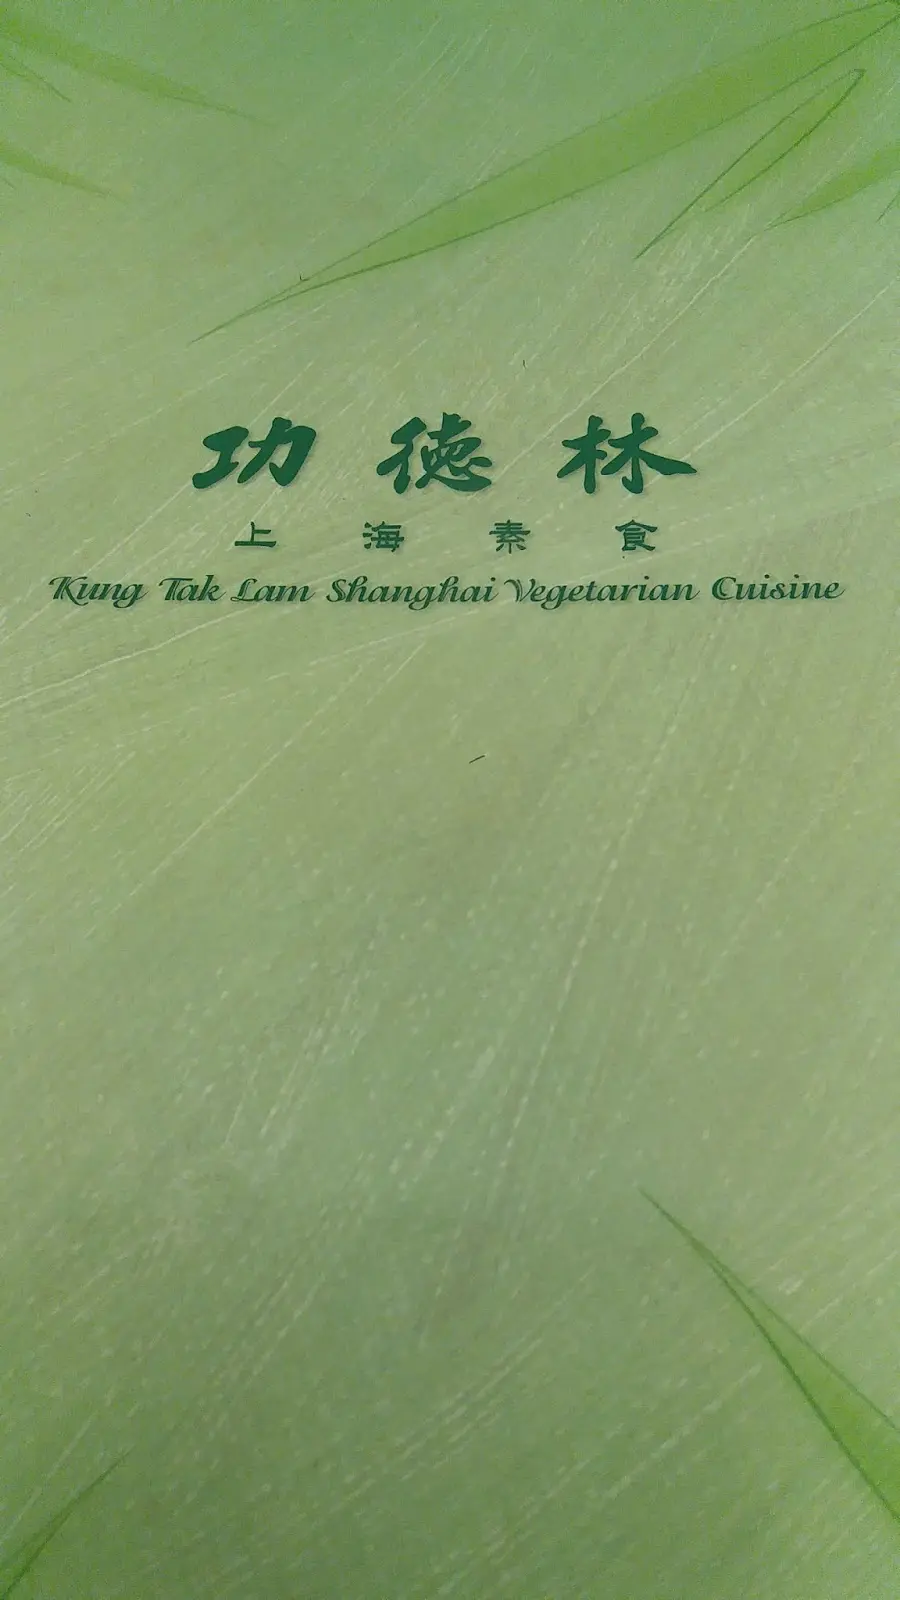 功德林
上海素食
Kung Tak Lam Shanghai Vegetarian Cuisine